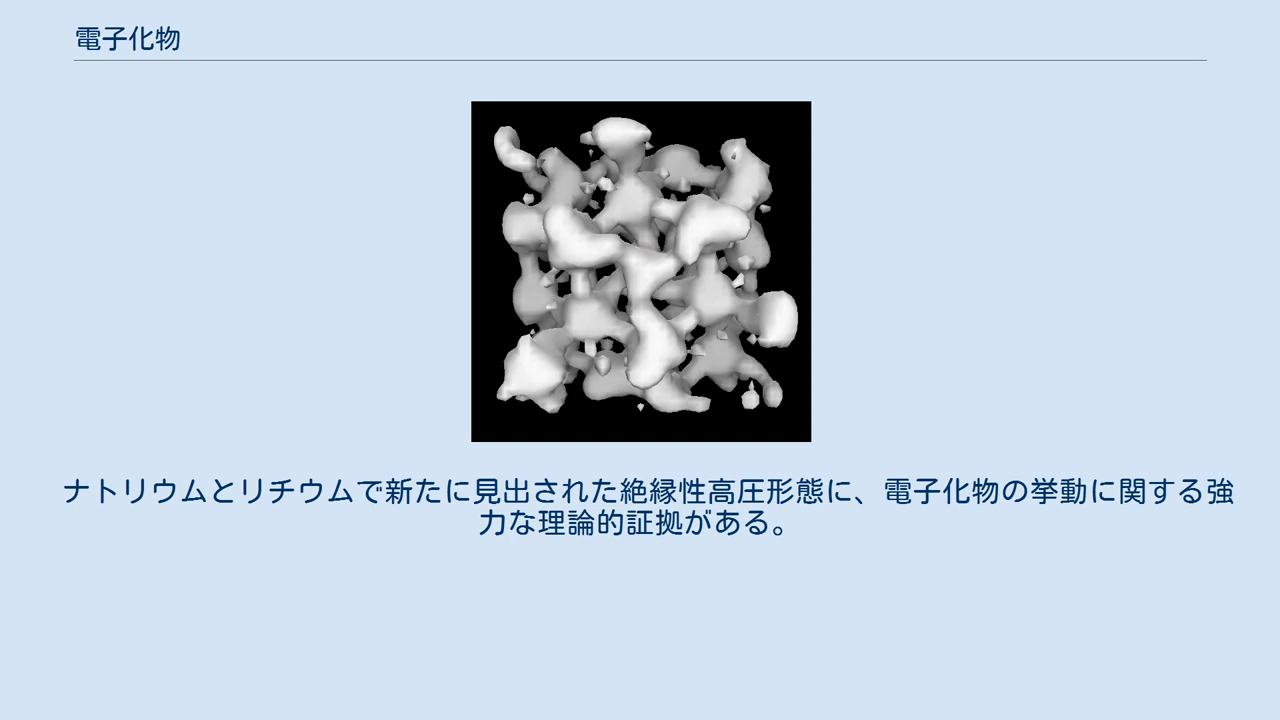 電子化物
ナトリウムとリチウムで新たに見出された絶縁性高圧形態に、電子化物の挙動に関する強
力な理論的証拠がある。